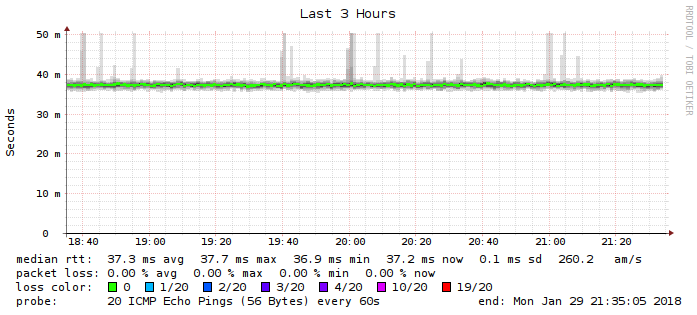 Last 3 Hours
RRDTOOL / TOBI OETIKER
Seconds
50 m
40 m
30 m
20 m
10 m
0
18:40 19:00 19:20 19:40 20:00 20:20 20:40 21:00 21:20
median rtt: 37.3 ms avg 37.7 ms max 36.9 ms min 37.2 ms now 0.1 ms sd 260.2 am/s
packet loss: 0.00 % avg 0.00 % max 0.00 % min 0.00 % now
loss color: 0 1/20 2/20 3/20 4/20 10/20 19/20
probe: 20 ICMP Echo Pings (56 Bytes) every 60s end: Mon Jan 29 21:35:05 2018